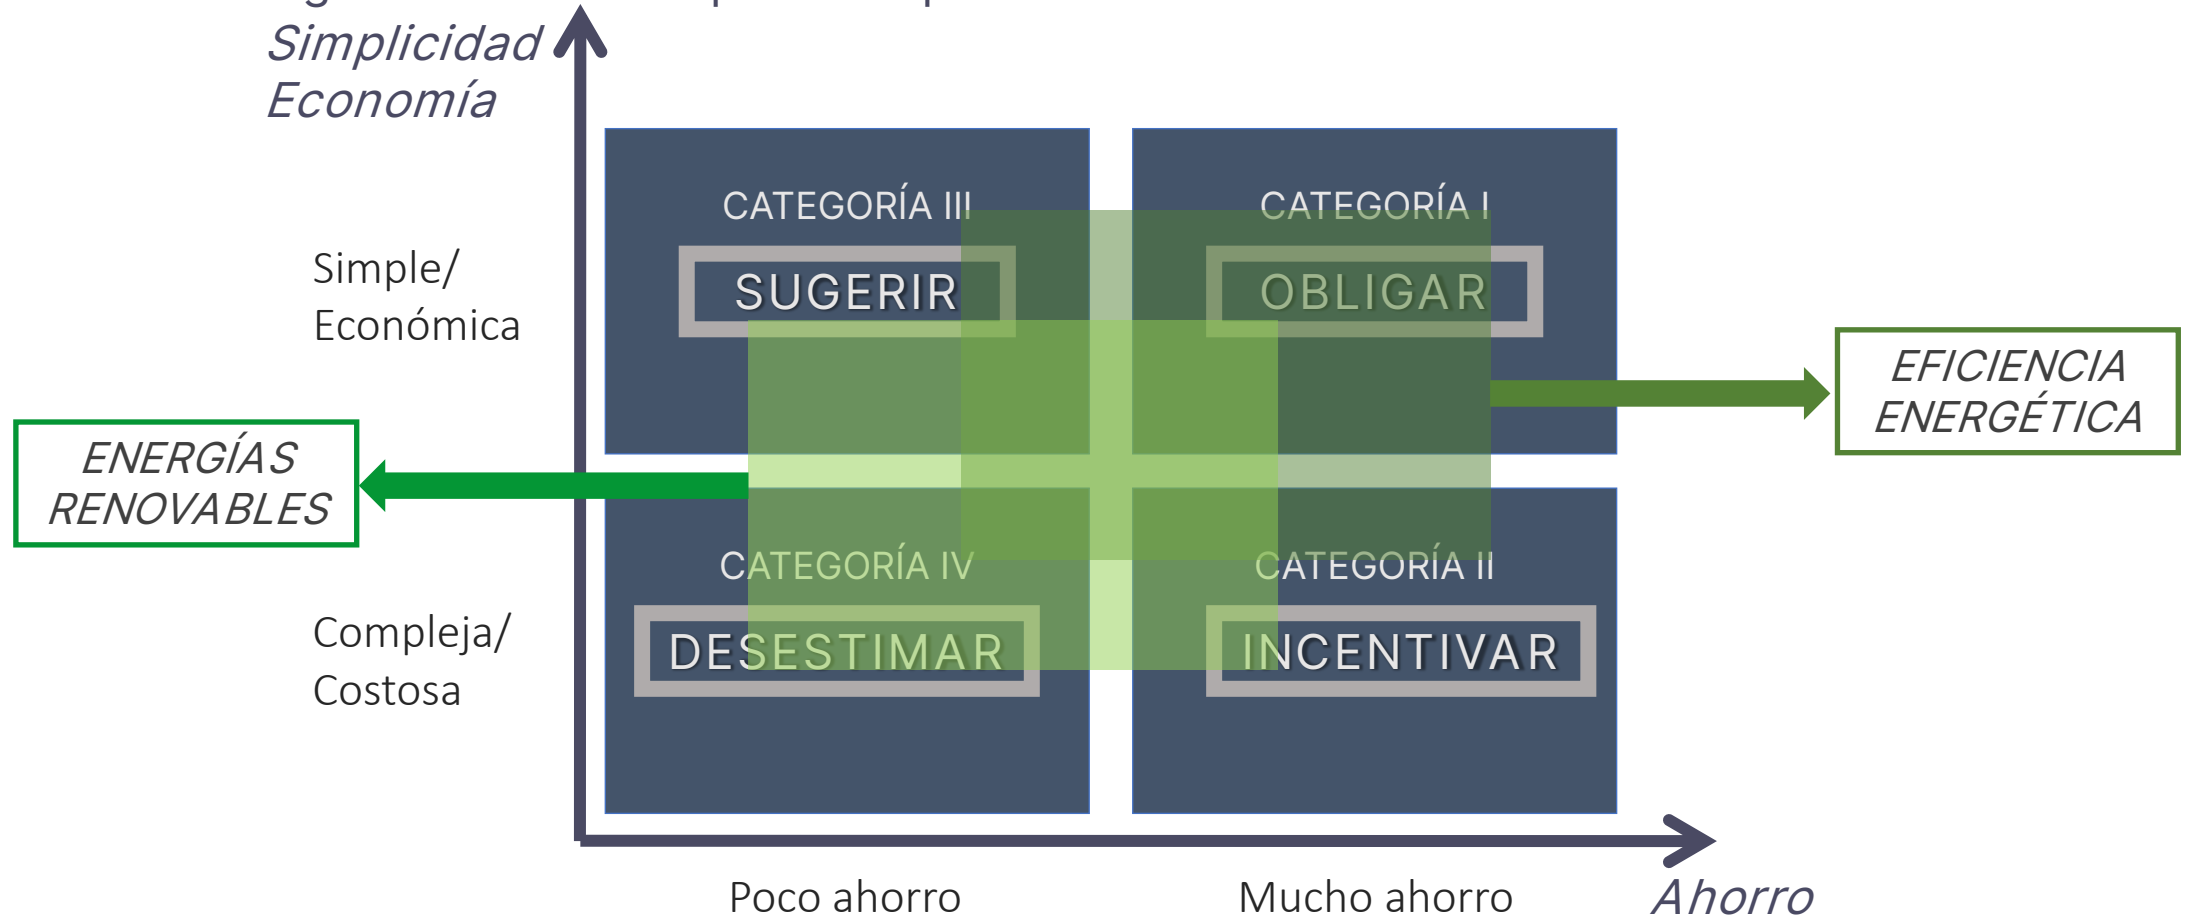 Simplicidad
Economía
CATEGORÍA III
CATEGORÍA I
Simple/
Económica
SUGERIR
OBLIGAR
EFICIENCIA
ENERGÉTICA
ENERGÍAS
RENOVABLES
CATEGORÍA IV
CATEGORÍA II
Compleja/
Costosa
DESESTIMAR
INCENTIVAR
Poco ahorro
Mucho ahorro
Ahorro